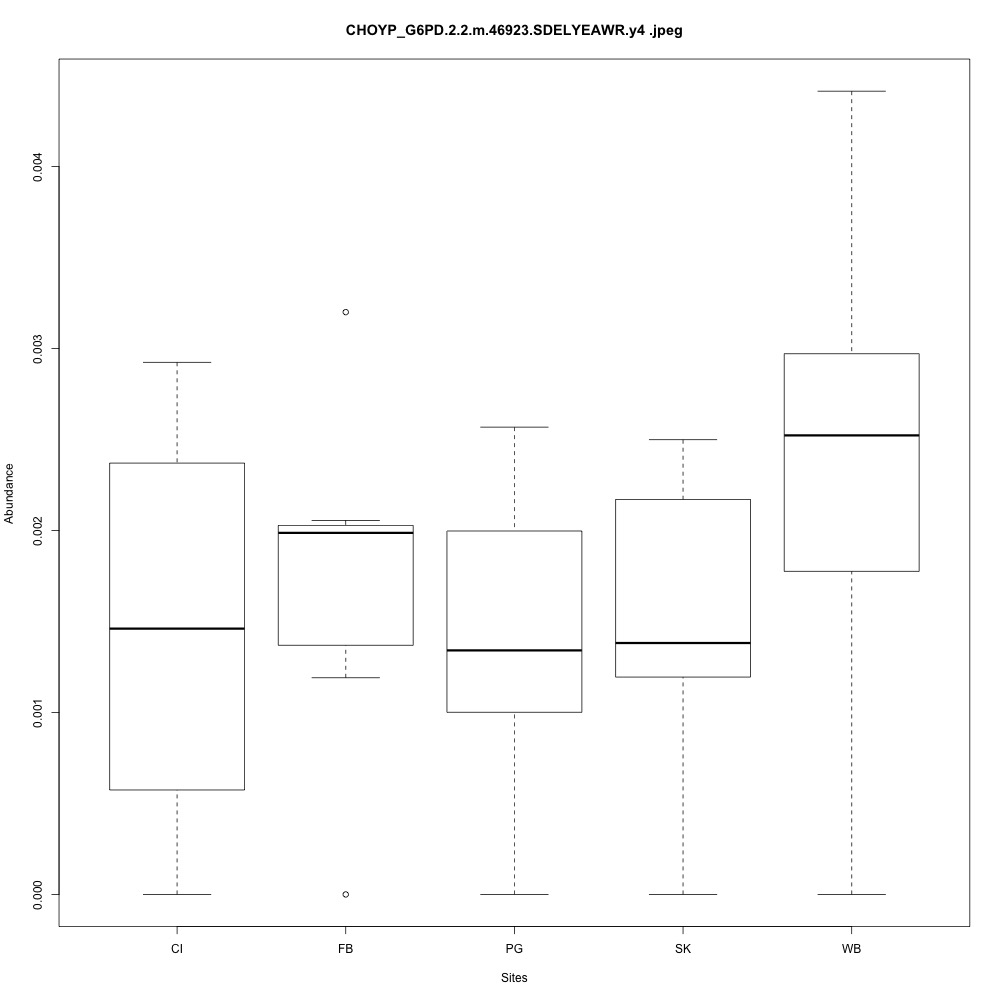 CHOYP_G6PD.2.2.m.46923.SDELYEAWR.y4 .jpeg
0.004
0.003
0.002
0.001
0.000
Abundance
CI FB PG SK WB
Sites